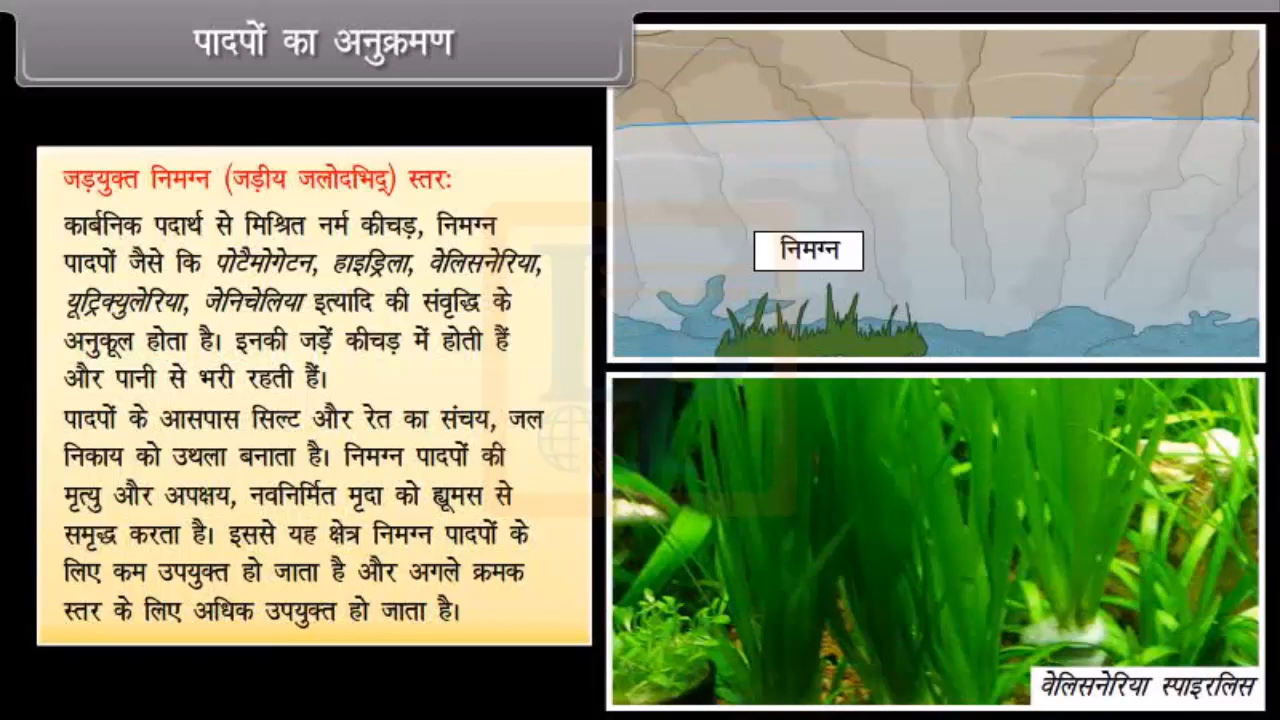 पादपों का अनुक्रमण
जड़युक्त निमग्न (जड़ीय जलोदभिद्) स्तर:
कार्बनिक पदार्थ से मिश्रित नर्म कीचड़, निमग्न
पादपों जैसे कि पोटैमोगेटन, हाइड्रिला, वेलिसनेरिया,
यूट्रिक्युलेरिया, जेनिचेलिया इत्यादि की संवृद्धि के
अनुकूल होता है। इनकी जड़ें कीचड़ में होती हैं
और पानी से भरी रहती हैं।
पादपों के आसपास सिल्ट और रेत का संचय, जल
निकाय को उथला बनाता है। निमग्न पादपों की
मृत्यु और अपक्षय, नवनिर्मित मृदा को ह्यूमस से
समृद्ध करता है। इससे यह क्षेत्र निमग्न पादपों के
लिए कम उपयुक्त हो जाता है और अगले क्रमक
स्तर के लिए अधिक उपयुक्त हो जाता है।
निमग्न
वेलिसनेरिया स्पाइरलिस